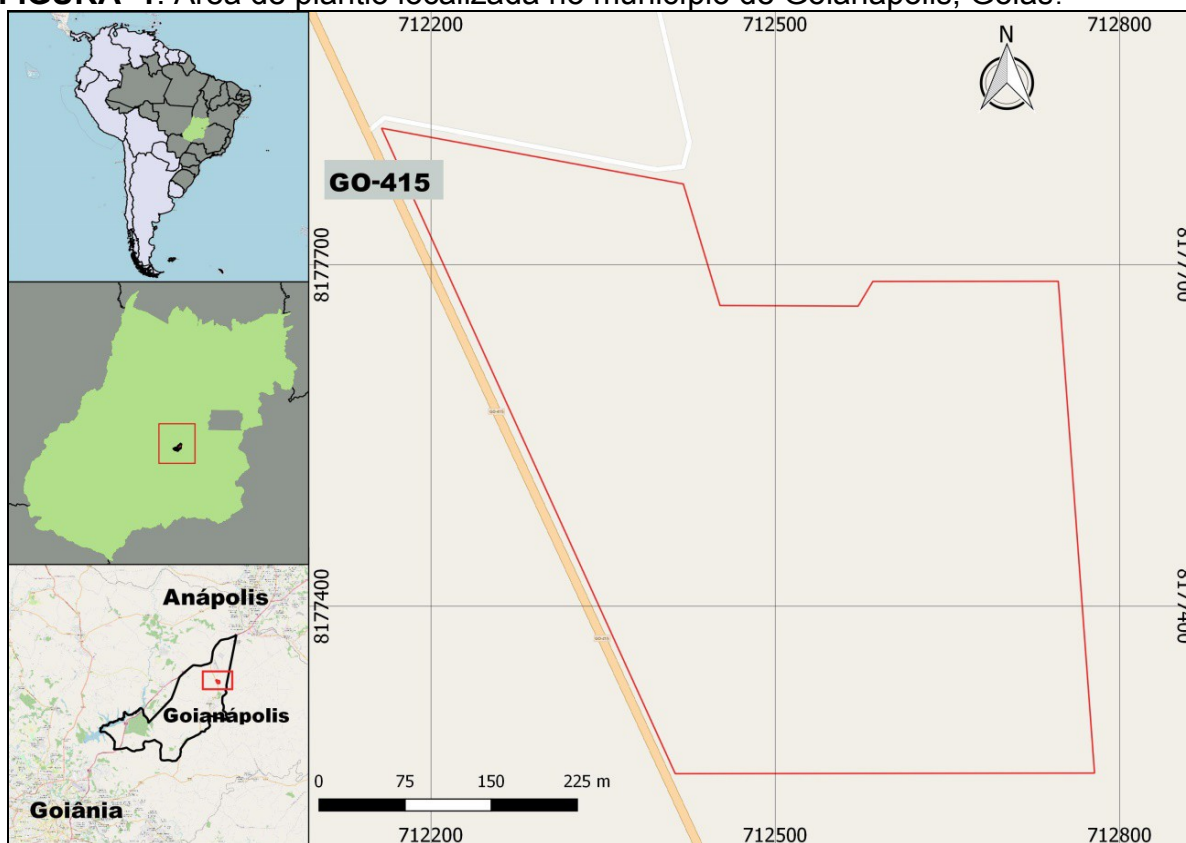 FIGURA 1. Área de plantio localizada no município de Goianápolis, Goiás.
712200 712500 712800
N
GO-415
8177700 8177700
8177400 8177400
Anápolis
Goianápolis
Goiânia
0 75 150 225 m
712200 712500 712800